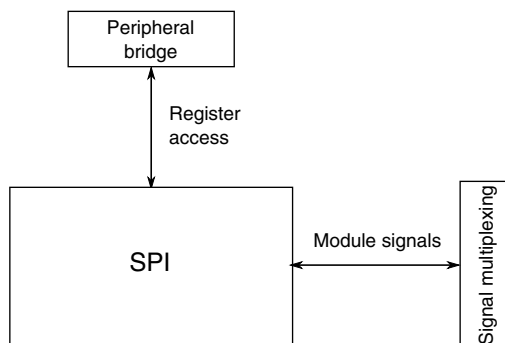 Peripheral
bridge
Register
access
SPI
Module signals
Signal multiplexing